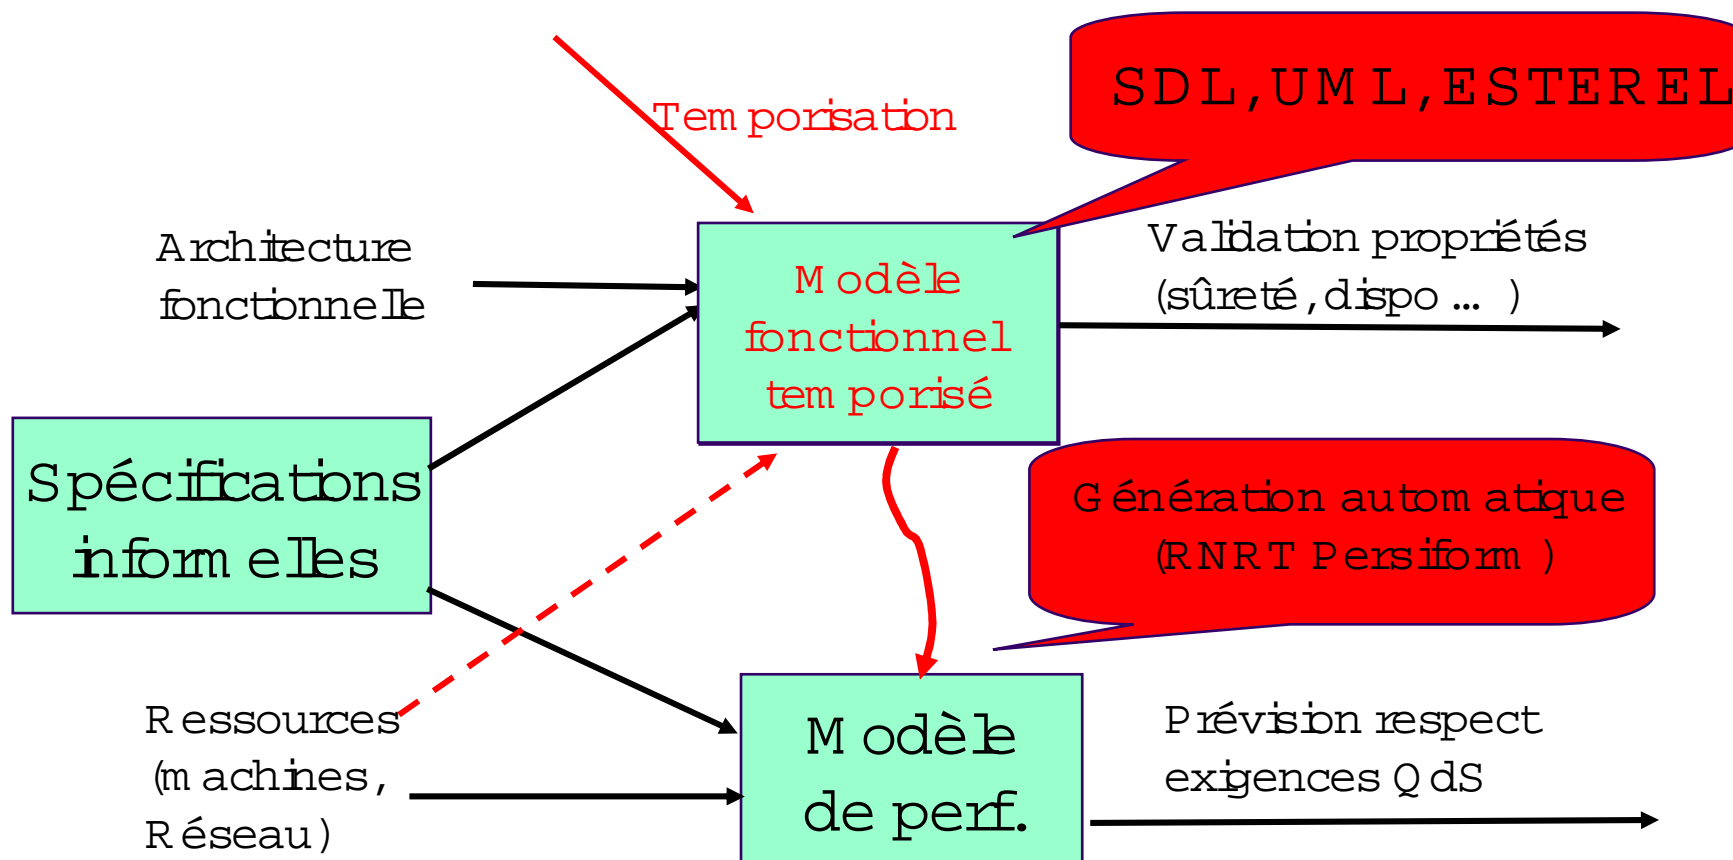 SDL, UML, ESTEREL
Temporisation
Architecture
fonctionnelle
Modèle
fonctionnel
temporisé
Validation propriétés
(sûreté, dispo ... )
Spécifications
informelles
Génération automatique
(RNRT Persiform )
Ressources
(machines,
Réseau)
Modèle
de perf.
Prévision respect
exigences QdS